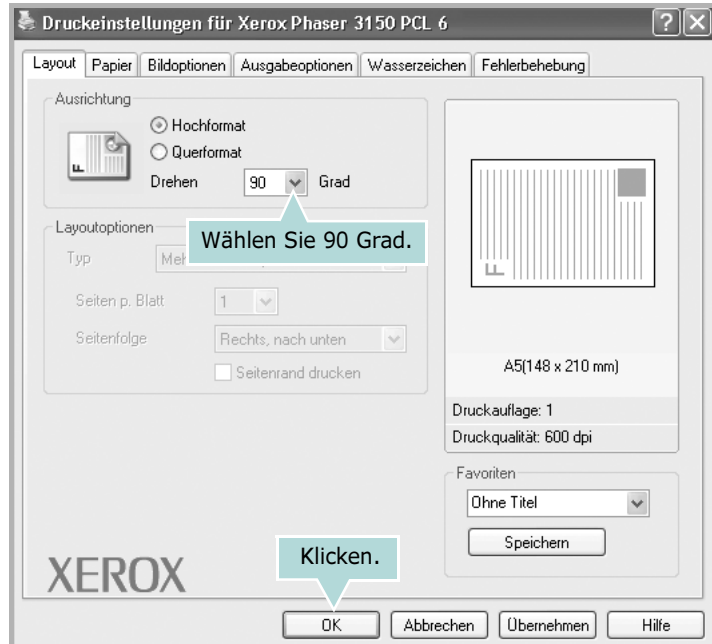 Druckeinstellungen für Xerox Phaser 3150 PCL 6
Layout Papier Bildoptionen Ausgabeoptionen Wasserzeichen Fehlerbehebung
Ausrichtung
Hochformat
Querformat
Drehen 90 Grad
Wählen Sie 90 Grad.
Layoutoptionen
Typ Meh
Seiten p. Blatt 1
Seitenfolge Rechts, nach unten
Seitenrand drucken
F
A5(148 x 210 mm)
Druckauflage: 1
Druckqualität: 600 dpi
Favoriten
Ohne Titel
Speichern
XEROX
Klicken.
OK Abbrechen Übernehmen Hilfe